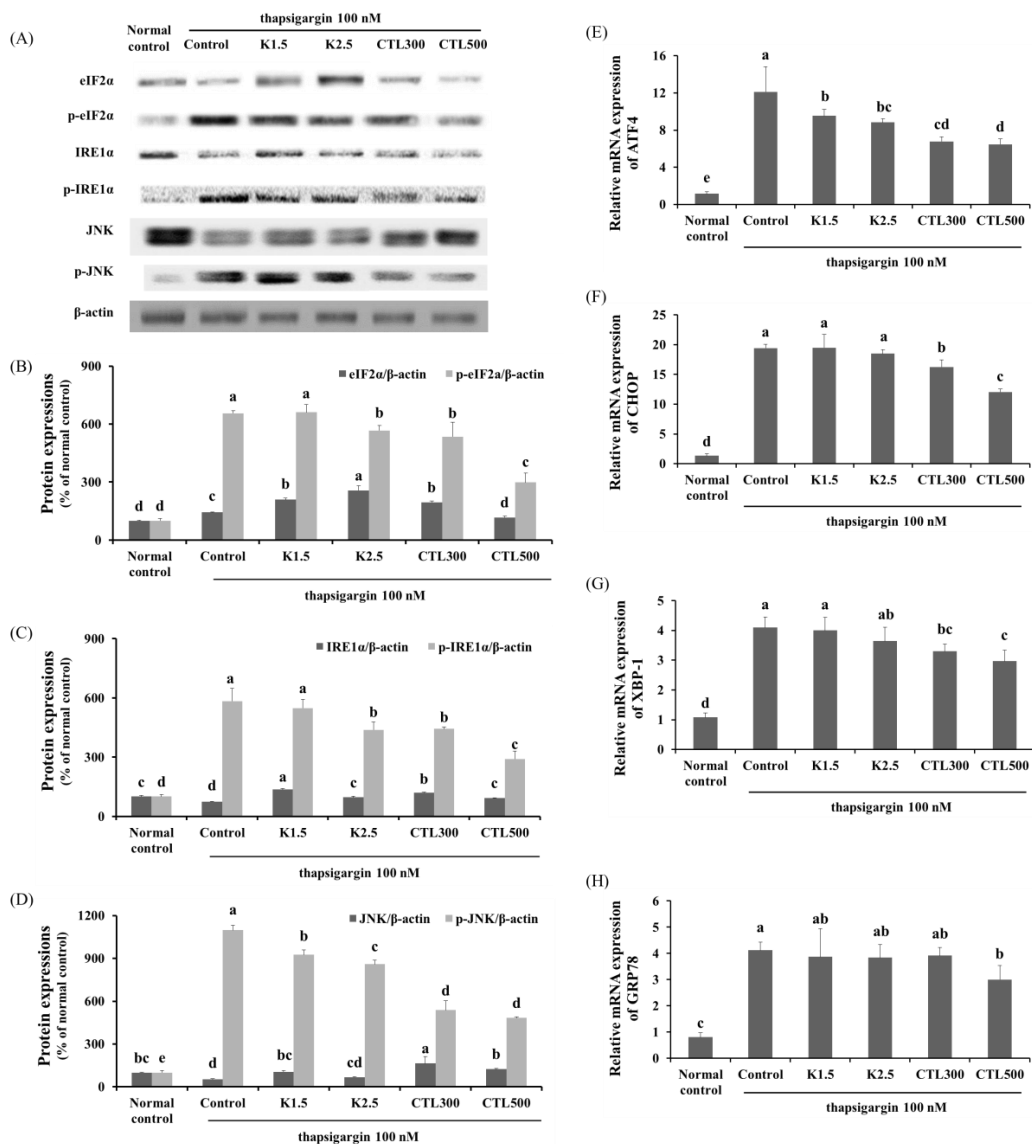 (A)
Normal
control
thapsigargin 100 nM
Control K1.5 K2.5 CTL300 CTL500
eIF2α
p-eIF2α
IRE1α
p-IRE1α
JNK
p-JNK
β-actin
(B)
Protein expressions
(% of normal control)
900
600
300
0
eIF2α/β-actin p-eIF2a/β-actin
d d c a b a a b b b d c
Normal
control
Control K1.5 K2.5 CTL300 CTL500
thapsigargin 100 nM
(C)
Protein expressions
(% of normal control)
900
600
300
0
IRE1α/β-actin p-IRE1α/β-actin
c d d a a a c b b b c c
Normal
control
Control K1.5 K2.5 CTL300 CTL500
thapsigargin 100 nM
(D)
Protein expressions
(% of normal control)
1200
900
600
300
0
JNK/β-actin p-JNK/β-actin
bc e d a bc b cd c a d b d
Normal
control
Control K1.5 K2.5 CTL300 CTL500
thapsigargin 100 nM
(E)
Relative mRNA expression
of ATF4
16
12
8
4
0
e a b bc cd d
Normal
control
Control K1.5 K2.5 CTL300 CTL500
thapsigargin 100 nM
(F)
Relative mRNA expression
of CHOP
25
20
15
10
5
0
d a a a b c
Normal
control
Control K1.5 K2.5 CTL300 CTL500
thapsigargin 100 nM
(G)
Relative mRNA expression
of XBP-1
5
4
3
2
1
0
d a a ab bc c
Normal
control
Control K1.5 K2.5 CTL300 CTL500
thapsigargin 100 nM
(H)
Relative mRNA expression
of GRP78
6
5
4
3
2
1
0
c a ab ab ab b
Normal
control
Control K1.5 K2.5 CTL300 CTL500
thapsigargin 100 nM